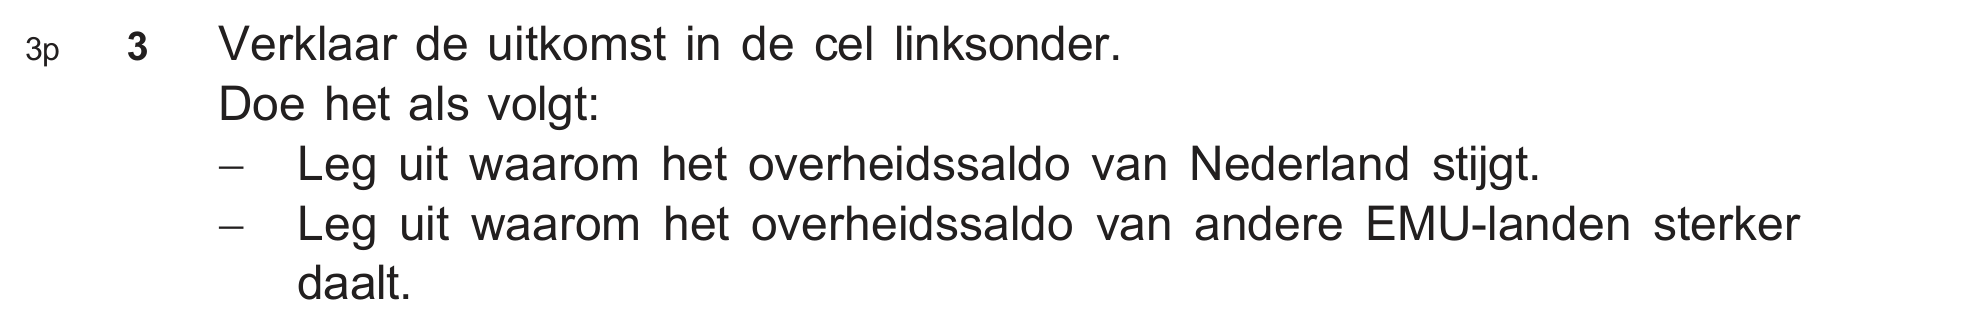 3p 3 Verklaar de uitkomst in de cel linksonder.
Doe het als volgt:
– Leg uit waarom het overheidssaldo van Nederland stijgt.
– Leg uit waarom het overheidssaldo van andere EMU-landen sterker
daalt.